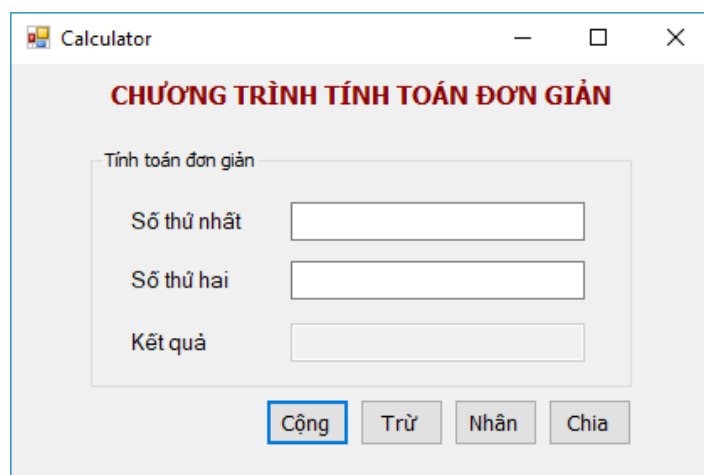 Calculator
CHƯƠNG TRÌNH TÍNH TOÁN ĐƠN GIẢN
Tính toán đơn giản
Số thứ nhất
Số thứ hai
Kết quả
Cộng Trừ Nhân Chia